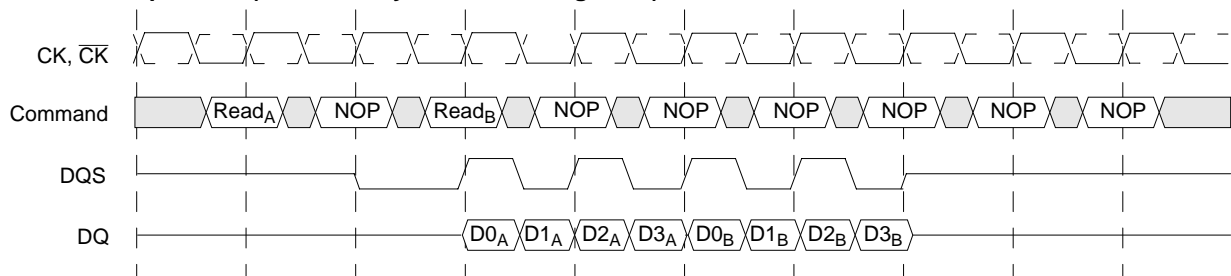 CK, C̅K̅
Command Read_A NOP Read_B NOP NOP NOP NOP NOP NOP
DQS
DQ D0_A D1_A D2_A D3_A D0_B D1_B D2_B D3_B